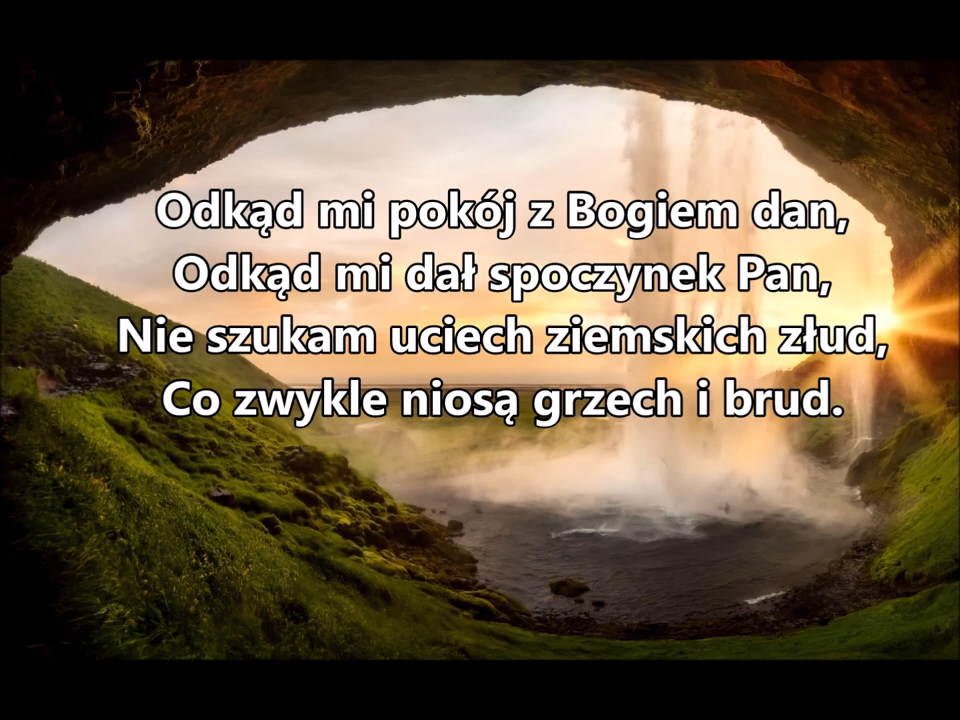 Odkąd mi pokój z Bogiem dan,
Odkąd mi dał spoczynek Pan,
Nie szukam uciech ziemskich złud,
Co zwykle niosą grzech i brud.